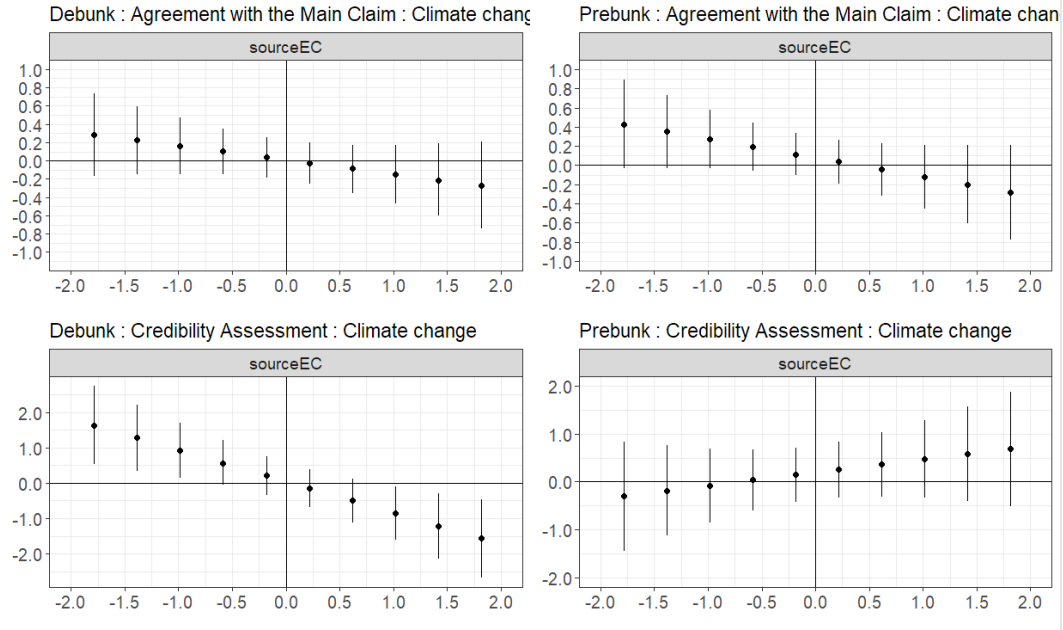 Debunk : Agreement with the Main Claim : Climate chang
sourceEC
1.0
0.8
0.6
0.4
0.2
0.0
-0.2
-0.4
-0.6
-0.8
-1.0
-2.0 -1.5 -1.0 -0.5 0.0 0.5 1.0 1.5 2.0
Prebunk : Agreement with the Main Claim : Climate chan
sourceEC
1.0
0.8
0.6
0.4
0.2
0.0
-0.2
-0.4
-0.6
-0.8
-1.0
-2.0 -1.5 -1.0 -0.5 0.0 0.5 1.0 1.5 2.0
Debunk : Credibility Assessment : Climate change
sourceEC
2.0
1.0
0.0
-1.0
-2.0
-2.0 -1.5 -1.0 -0.5 0.0 0.5 1.0 1.5 2.0
Prebunk : Credibility Assessment : Climate change
sourceEC
2.0
1.0
0.0
-1.0
-2.0
-2.0 -1.5 -1.0 -0.5 0.0 0.5 1.0 1.5 2.0